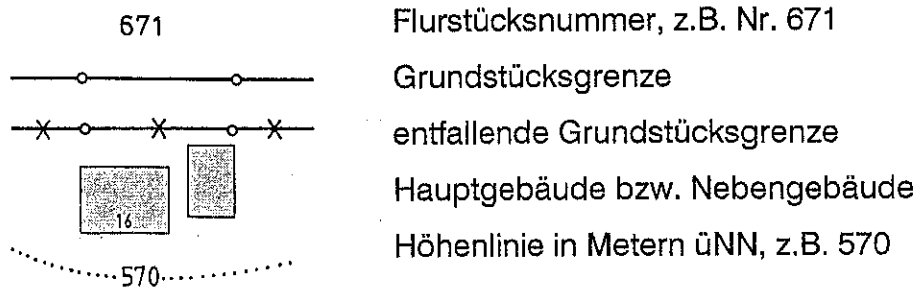 671 Flurstücksnummer, z.B. Nr. 671
Grundstücksgrenze
entfallende Grundstücksgrenze
16 Hauptgebäude bzw. Nebengebäude
570 Höhenlinie in Metern üNN, z.B. 570